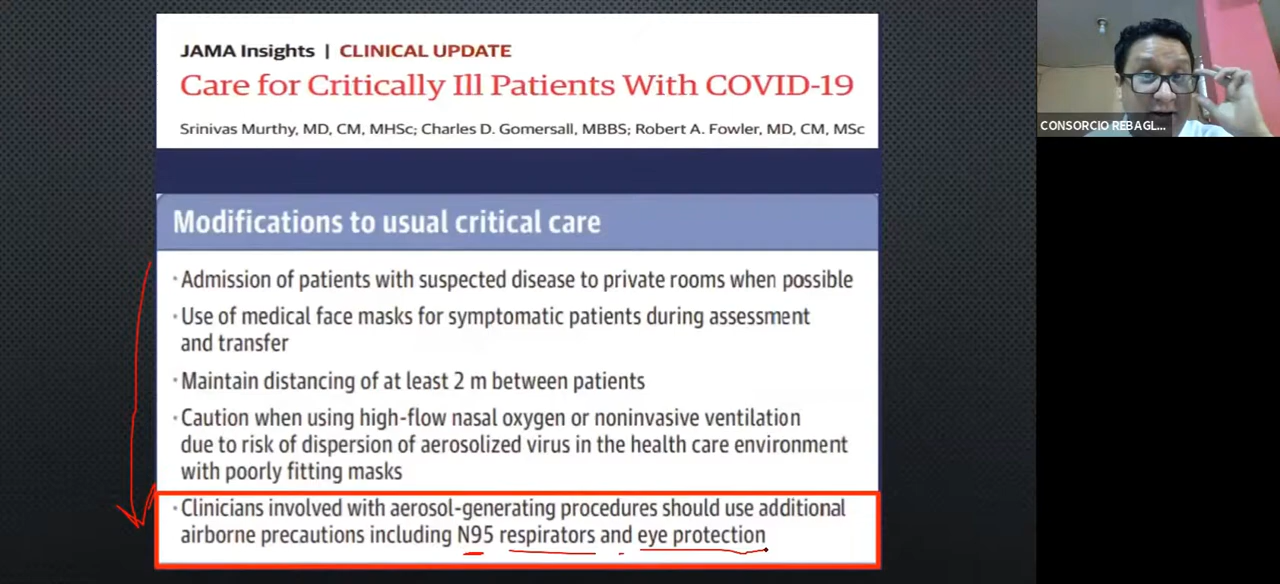 JAMA Insights | CLINICAL UPDATE
Care for Critically Ill Patients With COVID-19
Srinivas Murthy, MD, CM, MHSc; Charles D. Gomersall, MBBS; Robert A. Fowler, MD, CM, MSc
CONSORCIO REBAGL...
Modifications to usual critical care
· Admission of patients with suspected disease to private rooms when possible
· Use of medical face masks for symptomatic patients during assessment
and transfer
· Maintain distancing of at least 2 m between patients
· Caution when using high-flow nasal oxygen or noninvasive ventilation
due to risk of dispersion of aerosolized virus in the health care environment
with poorly fitting masks
· Clinicians involved with aerosol-generating procedures should use additional
airborne precautions including N95 respirators and eye protection